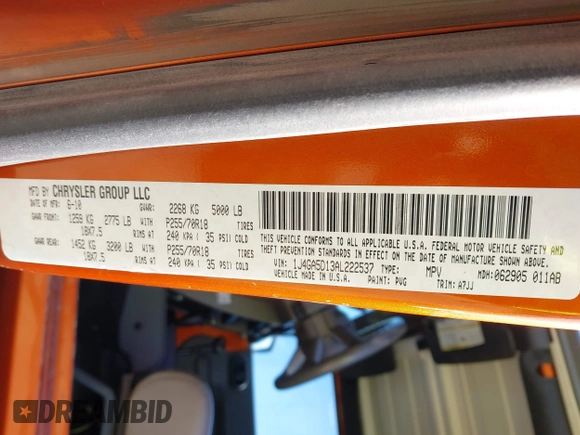 MFD BY CHRYSLER GROUP LLC
DATE OF MFR: 6-10 GVWR: 2268 KG 5000 LB
GAWR FRONT: 1259 KG 2775 LB WITH P255/70R18 TIRES
18X7.5 RIMS AT 240 KPA ( 35 PSI) COLD
GAWR REAR: 1452 KG 3200 LB WITH P255/70R18 TIRES
18X7.5 RIMS AT 240 KPA ( 35 PSI) COLD
THIS VEHICLE CONFORMS TO ALL APPLICABLE U.S.A. FEDERAL MOTOR VEHICLE SAFETY AND
THEFT PREVENTION STANDARDS IN EFFECT ON THE DATE OF MANUFACTURE SHOWN ABOVE.
VIN: 1J4GA5D13AL222537 TYPE: MPV MDH: 062905 011AB
VEHICLE MADE IN U.S.A. PAINT: PVG TRIM: A7JJ
DREAMBID